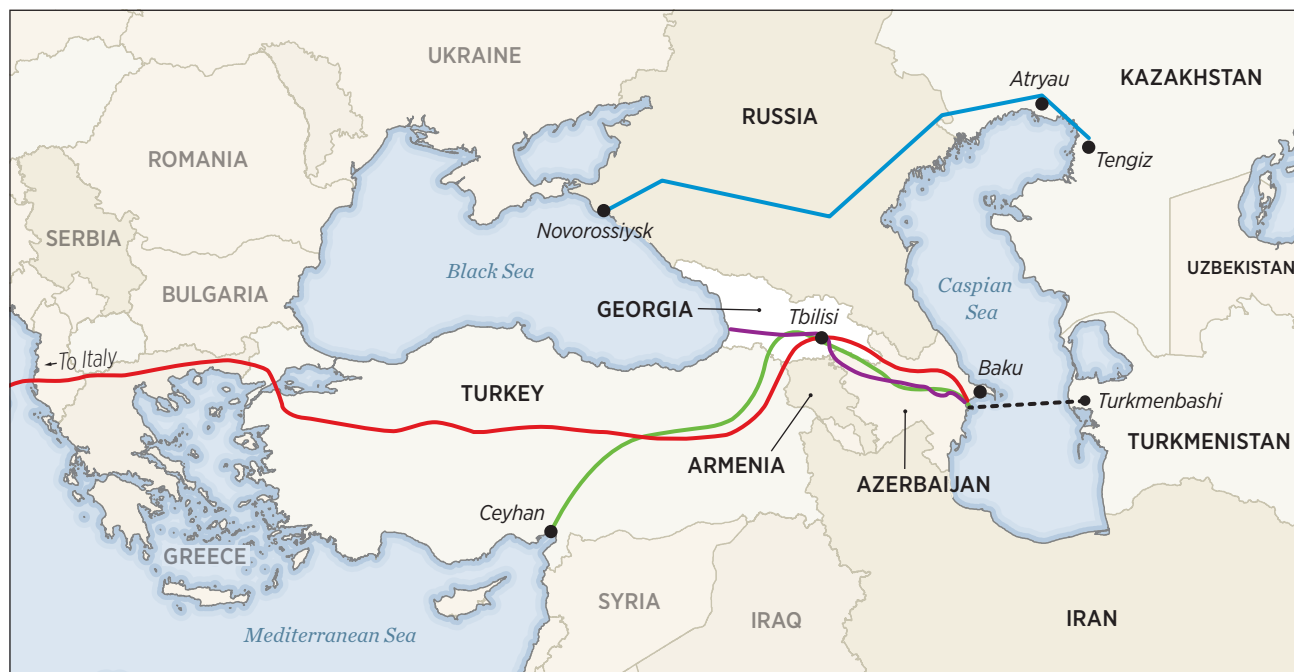 UKRAINE
Atryau
KAZAKHSTAN
RUSSIA
ROMANIA
Tengiz
Novorossiysk
SERBIA
Black Sea
UZBEKISTAN
BULGARIA
Caspian
Sea
GEORGIA
Tbilisi
To Italy
Baku
TURKEY
Turkmenbashi
TURKMENISTAN
ARMENIA
AZERBAIJAN
Ceyhan
GREECE
SYRIA
IRAQ
IRAN
Mediterranean Sea